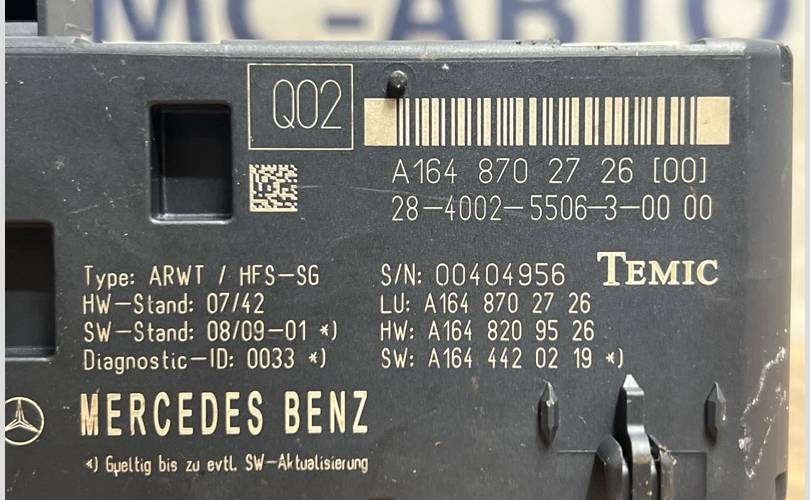 МС-АВТО
Q02
A164 870 27 26 [00]
28-4002-5506-3-00 00
Type: ARWT / HFS-SG
HW-Stand: 07/42
SW-Stand: 08/09-01 *)
Diagnostic-ID: 0033 *)
S/N: 00404956
TEMIC
LU: A164 870 27 26
HW: A164 820 95 26
SW: A164 442 02 19 *)
MERCEDES BENZ
*) Gueltig bis zu evtl. SW-Aktualisierung